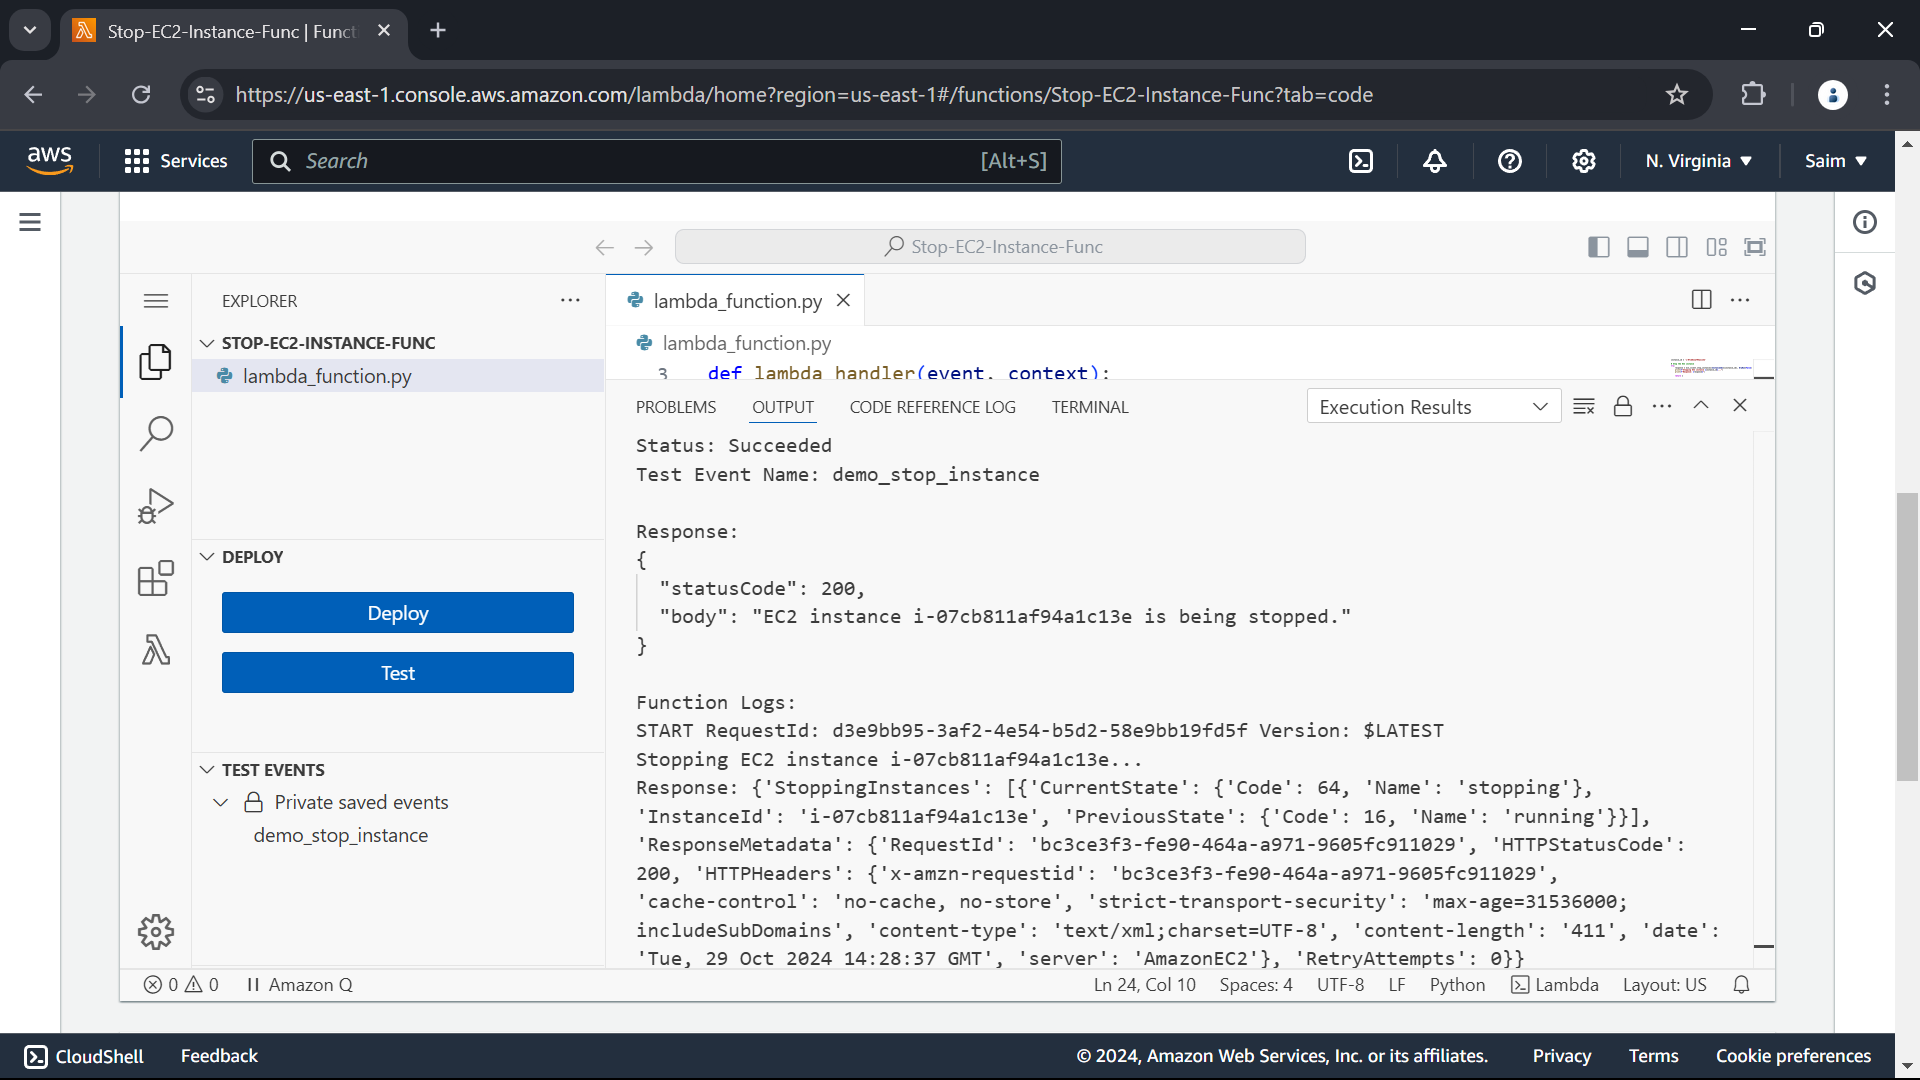 Stop-EC2-Instance-Func | Funct
https://us-east-1.console.aws.amazon.com/lambda/home?region=us-east-1#/functions/Stop-EC2-Instance-Func?tab=code
aws
Services
Search
[Alt+S]
N. Virginia
Saim
Stop-EC2-Instance-Func
EXPLORER
STOP-EC2-INSTANCE-FUNC
lambda_function.py
DEPLOY
Deploy
Test
TEST EVENTS
Private saved events
demo_stop_instance
lambda_function.py
lambda_function.py
3 def lambda_handler(event, context):
PROBLEMS OUTPUT CODE REFERENCE LOG TERMINAL
Execution Results
Status: Succeeded
Test Event Name: demo_stop_instance
Response:
{
"statusCode": 200,
"body": "EC2 instance i-07cb811af94a1c13e is being stopped."
}
Function Logs:
START RequestId: d3e9bb95-3af2-4e54-b5d2-58e9bb19fd5f Version: $LATEST
Stopping EC2 instance i-07cb811af94a1c13e...
Response: {'StoppingInstances': [{'CurrentState': {'Code': 64, 'Name': 'stopping'},
'InstanceId': 'i-07cb811af94a1c13e', 'PreviousState': {'Code': 16, 'Name': 'running'}}],
'ResponseMetadata': {'RequestId': 'bc3ce3f3-fe90-464a-a971-9605fc911029', 'HTTPStatusCode':
200, 'HTTPHeaders': {'x-amzn-requestid': 'bc3ce3f3-fe90-464a-a971-9605fc911029',
'cache-control': 'no-cache, no-store', 'strict-transport-security': 'max-age=31536000;
includeSubDomains', 'content-type': 'text/xml;charset=UTF-8', 'content-length': '411', 'date':
'Tue, 29 Oct 2024 14:28:37 GMT', 'server': 'AmazonEC2'}, 'RetryAttempts': 0}}
0 0 Amazon Q
Ln 24, Col 10 Spaces: 4 UTF-8 LF Python Lambda Layout: US
CloudShell Feedback
© 2024, Amazon Web Services, Inc. or its affiliates. Privacy Terms Cookie preferences